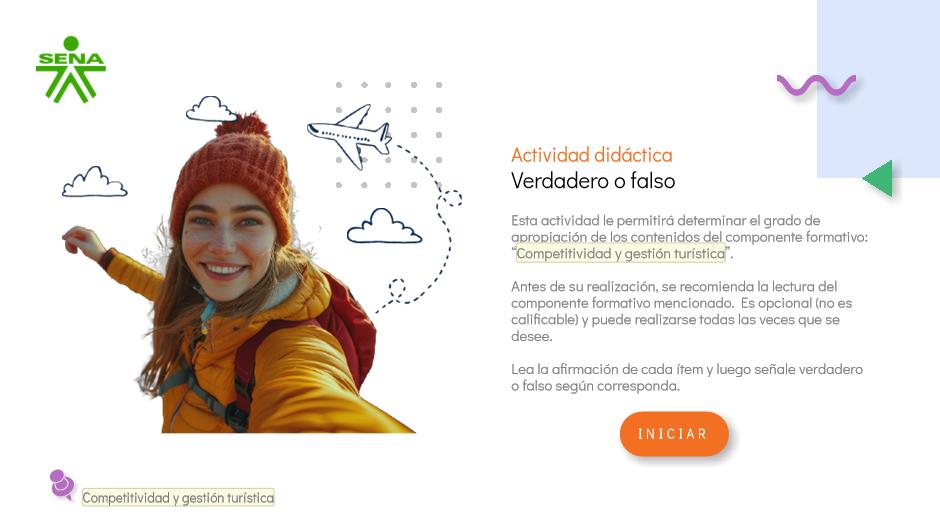 SENA
Actividad didáctica
Verdadero o falso
Esta actividad le permitirá determinar el grado de
apropiación de los contenidos del componente formativo:
“Competitividad y gestión turística”.
Antes de su realización, se recomienda la lectura del
componente formativo mencionado. Es opcional (no es
calificable) y puede realizarse todas las veces que se
desee.
Lea la afirmación de cada ítem y luego señale verdadero
o falso según corresponda.
INICIAR
Competitividad y gestión turística